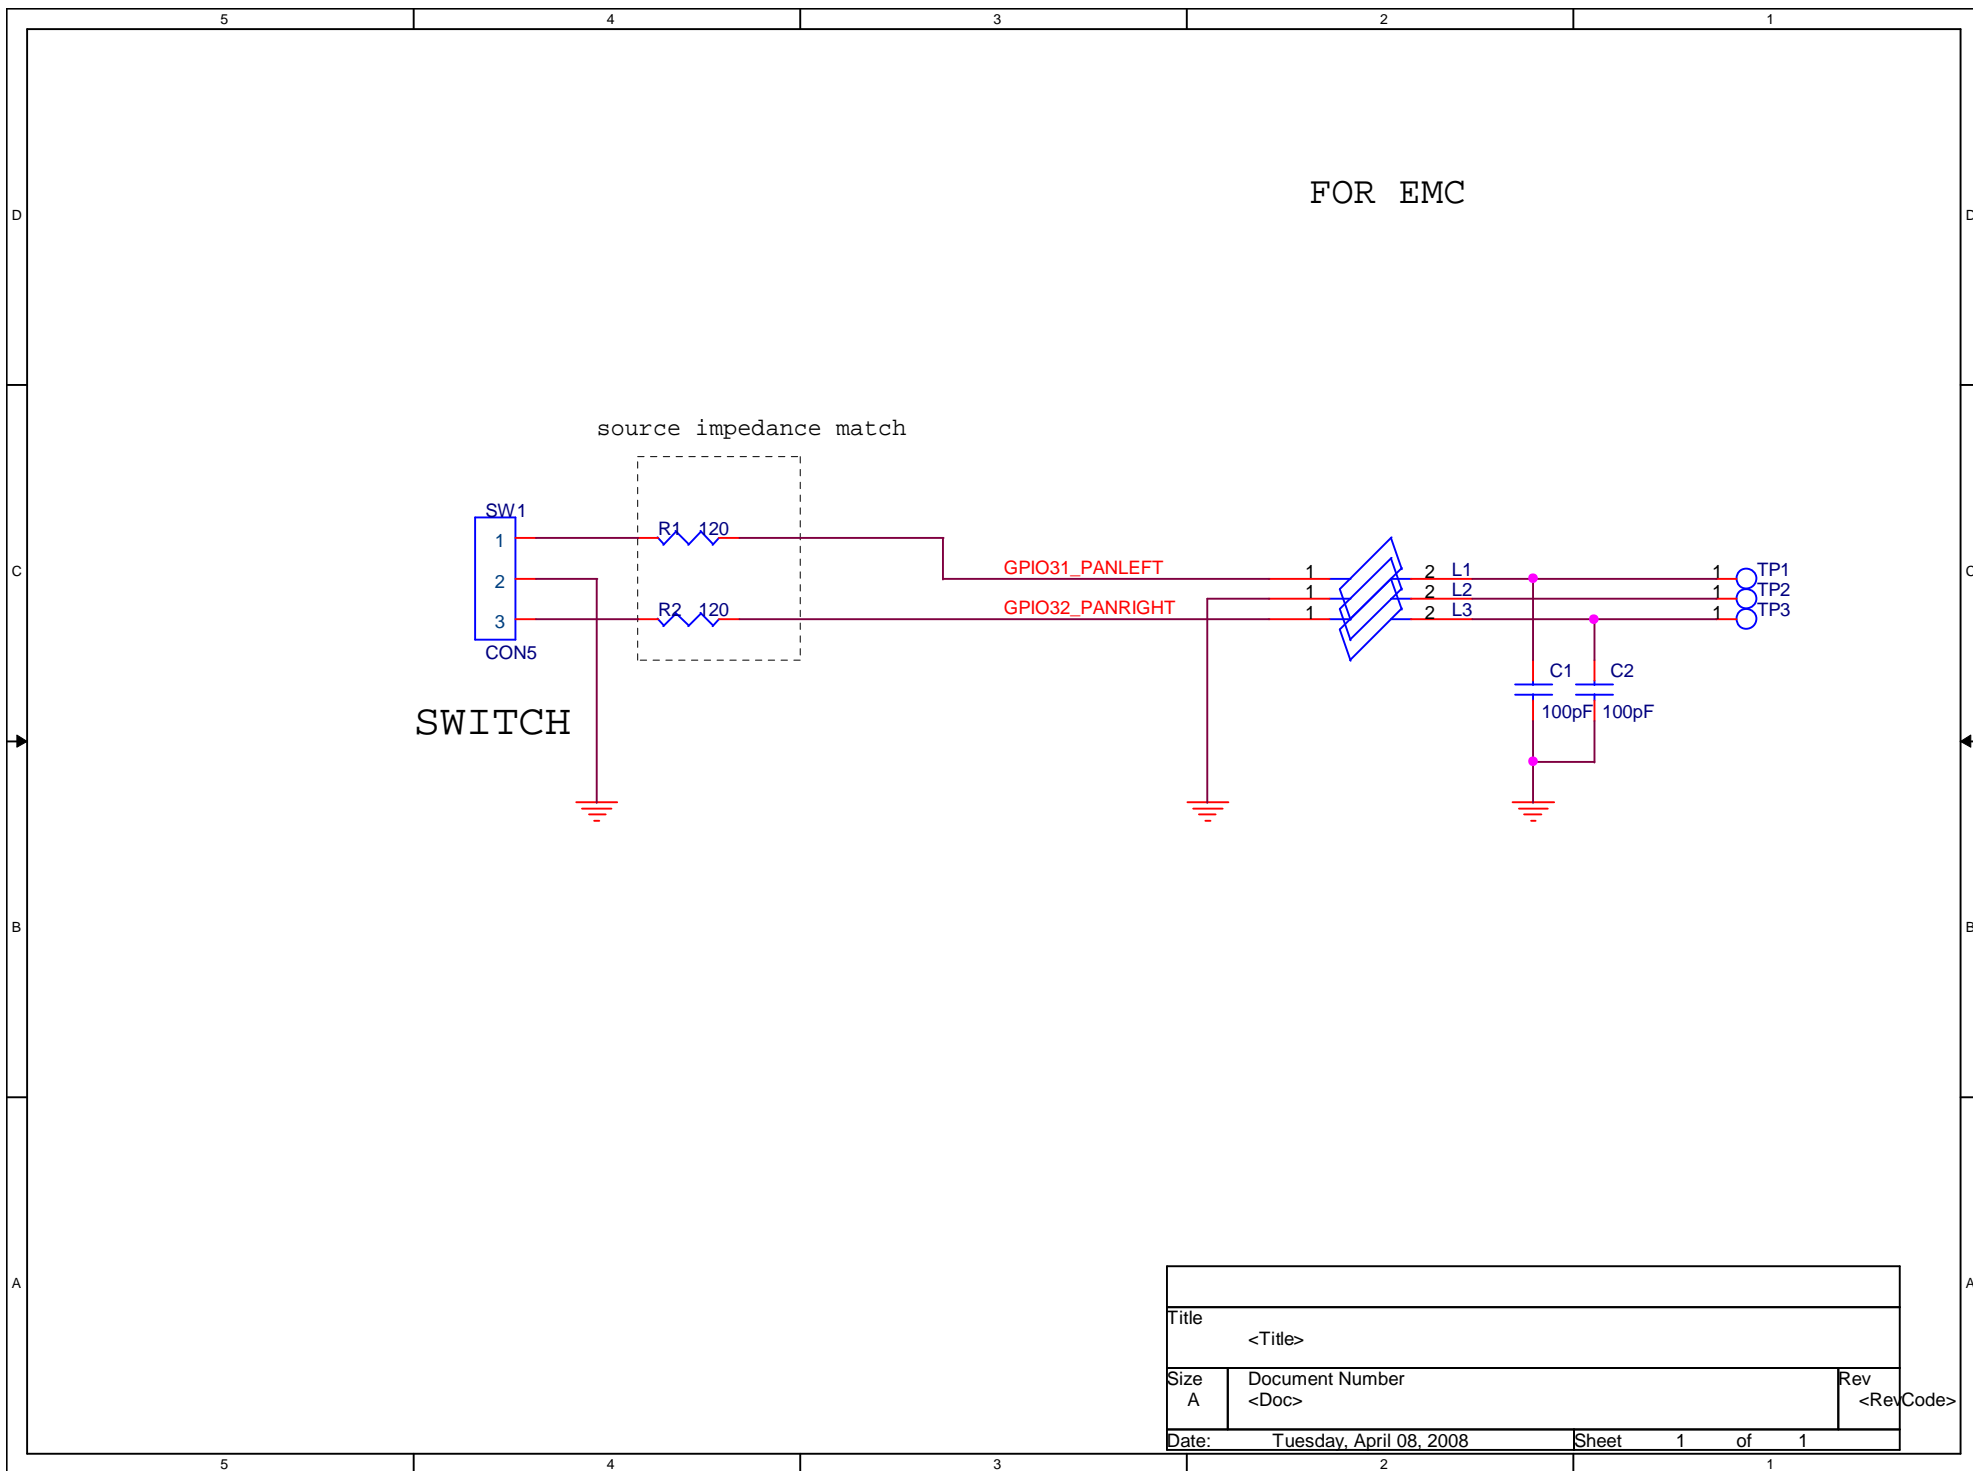 5 4 3 2 1
D D
FOR EMC
source impedance match
SW1
R1 120
1
C C
GPIO31_PANLEFT 1 2 L1 1 TP1
2
1 2 L2 1 TP2
R2 120
GPIO32_PANRIGHT 1 2 L3 1 TP3
3
CON5
C1 C2
100pF 100pF
SWITCH
B B
A A
Title
<Title>
Size Document Number Rev
A <Doc> <RevCode>
Date: Tuesday, April 08, 2008 Sheet 1 of 1
5 4 3 2 1